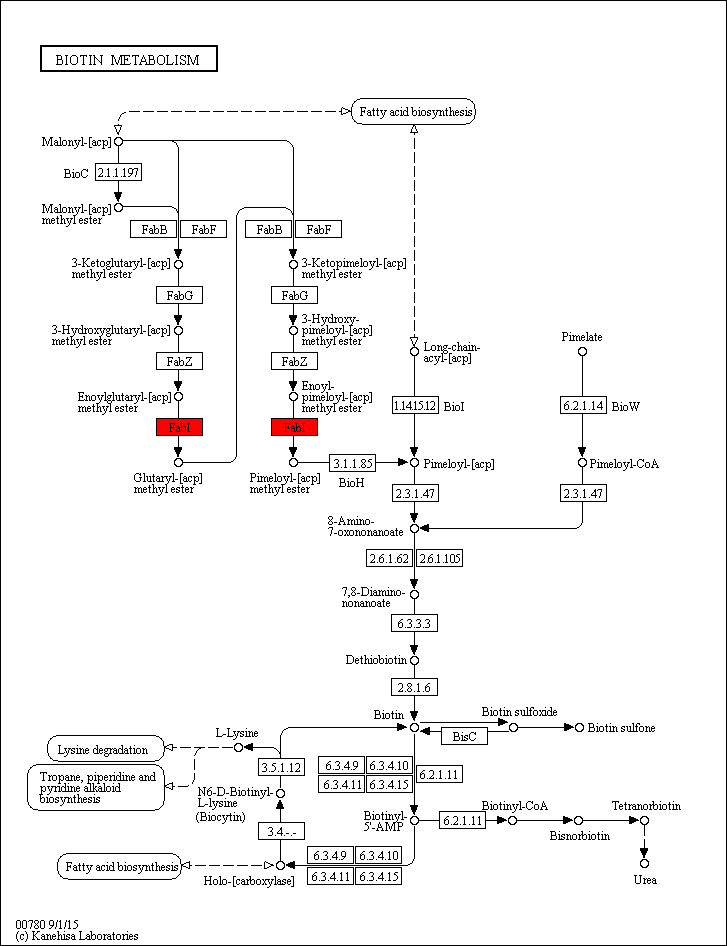 BIOTIN METABOLISM
Fatty acid biosynthesis
Malonyl-[acp]
BioC
2.1.1.197
Malonyl-[acp]
methyl ester
FabB
FabF
FabB
FabF
3-Ketoglutaryl-[acp]
methyl ester
3-Ketopimeloyl-[acp]
methyl ester
FabG
FabG
3-Hydroxyglutaryl-[acp]
methyl ester
3-Hydroxy-
pimeloyl-[acp]
methyl ester
FabZ
FabZ
Long-chain-
acyl-[acp]
Pimelate
Enoylglutaryl-[acp]
methyl ester
Enoyl-
pimeloyl-[acp]
methyl ester
1.14.15.12
BioI
6.2.1.14
BioW
FabI
FabI
Glutaryl-[acp]
methyl ester
Pimeloyl-[acp]
methyl ester
3.1.1.85
BioH
Pimeloyl-[acp]
Pimeloyl-CoA
2.3.1.47
2.3.1.47
8-Amino-
7-oxononanoate
2.6.1.62
2.6.1.105
7,8-Diamino-
nonanoate
6.3.3.3
Dethiobiotin
2.8.1.6
Biotin
Biotin sulfoxide
Biotin sulfone
BisC
L-Lysine
Lysine degradation
Tropane, piperidine and
pyridine alkaloid
biosynthesis
3.5.1.12
6.3.4.9
6.3.4.10
6.3.4.11
6.3.4.15
6.2.1.11
N6-D-Biotinyl-
L-lysine
(Biocytin)
Biotinyl-
5'-AMP
Biotinyl-CoA
6.2.1.11
Bisnorbiotin
Tetranorbiotin
3.4.-.-
Fatty acid biosynthesis
Holo-[carboxylase]
6.3.4.9
6.3.4.10
6.3.4.11
6.3.4.15
Urea
00780 9/1/15
(c) Kanehisa Laboratories